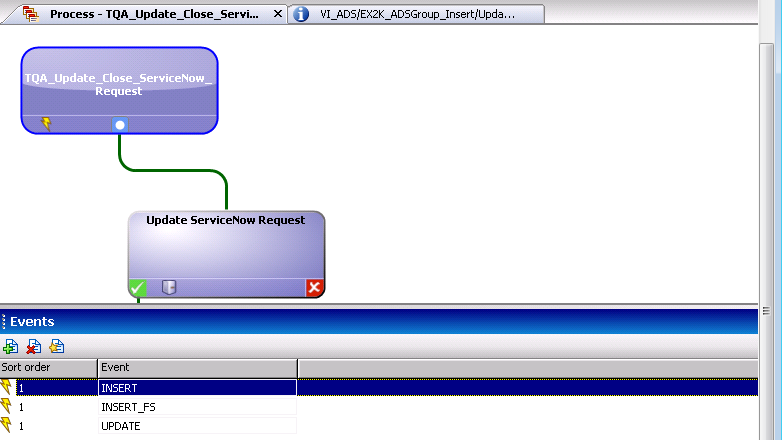 Process - TQA_Update_Close_Servi...
VI_ADS/EX2K_ADSGroup_Insert/Upda...
TQA_Update_Close_ServiceNow_
Request
Update ServiceNow Request
Events
Sort order Event
1 INSERT
1 INSERT_FS
1 UPDATE